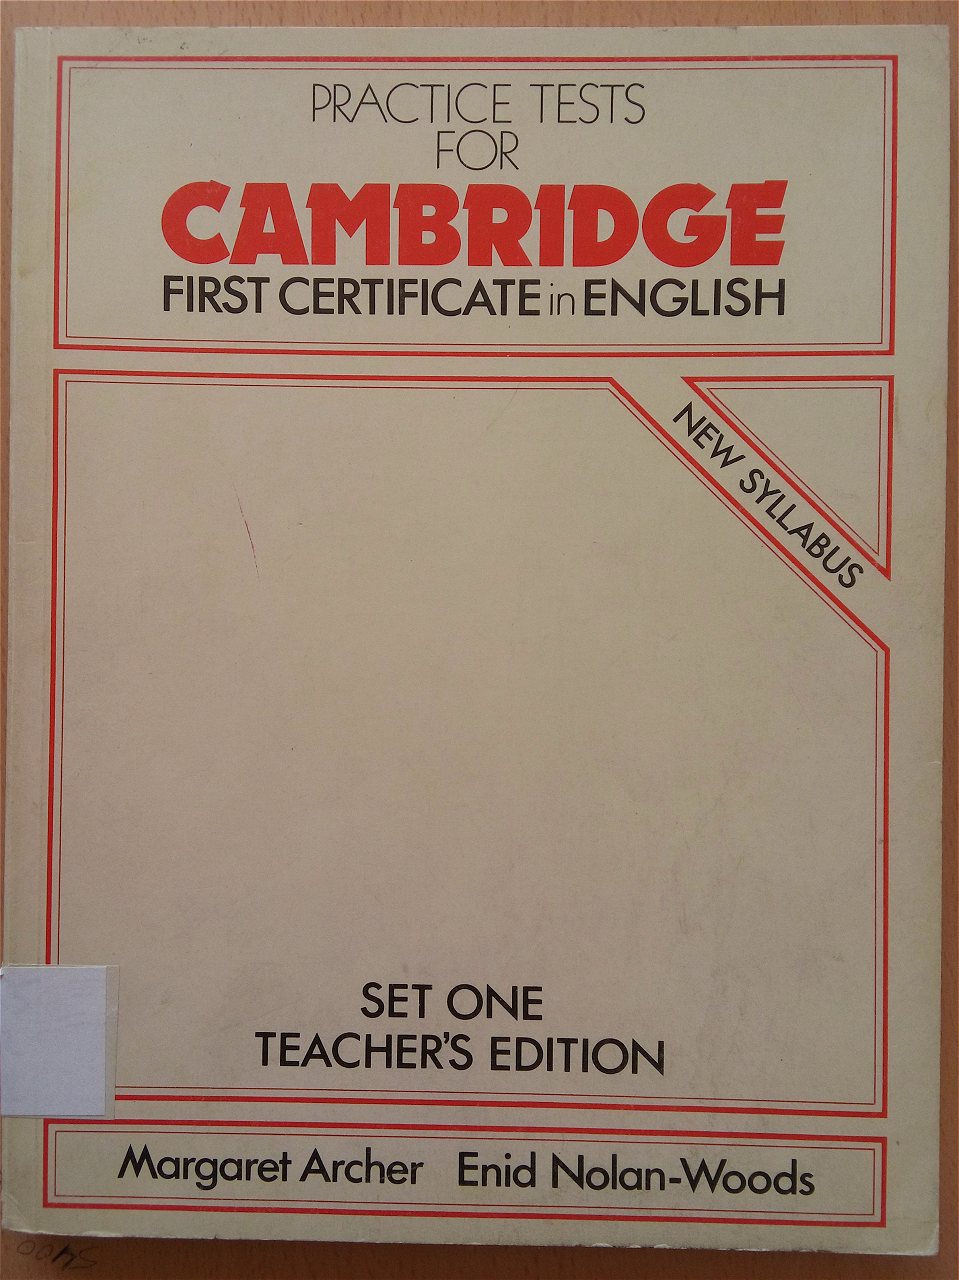 PRACTICE TESTS
FOR
CAMBRIDGE
FIRST CERTIFICATE in ENGLISH
NEW SYLLABUS
SET ONE
TEACHER'S EDITION
Margaret Archer Enid Nolan-Woods